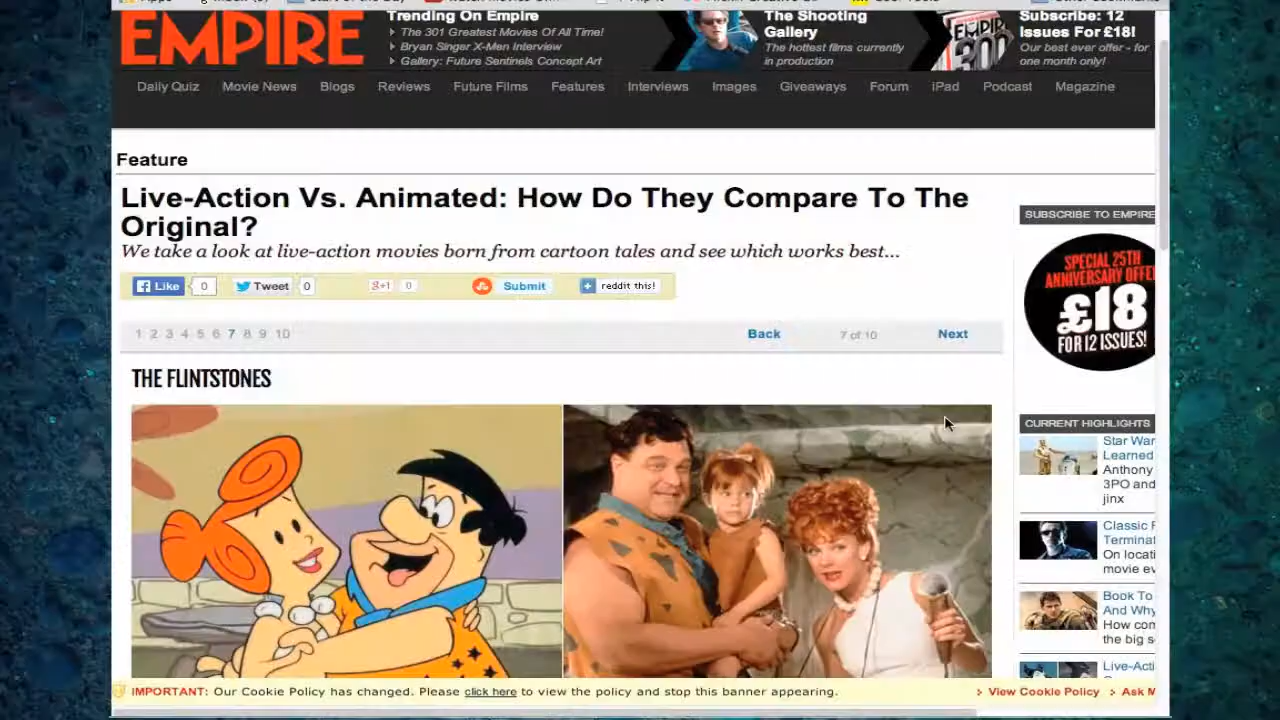 EMPIRE
Trending On Empire
The 301 Greatest Movies Of All Time!
Bryan Singer X-Men Interview
Gallery: Future Sentinels Concept Art
The Shooting
Gallery
The hottest films currently
in production
EMPIRE
300
Subscribe: 12
Issues For £18!
Our best ever offer - for
one month only!
Daily Quiz Movie News Blogs Reviews Future Films Features Interviews Images Giveaways Forum iPad Podcast Magazine
Feature
Live-Action Vs. Animated: How Do They Compare To The
Original?
We take a look at live-action movies born from cartoon tales and see which works best...
Like 0 Tweet 0 g+1 0 Submit reddit this!
1 2 3 4 5 6 7 8 9 10 Back 7 of 10 Next
THE FLINTSTONES
SUBSCRIBE TO EMPIRE
SPECIAL 25TH
ANNIVERSARY OFFE
£18
FOR 12 ISSUES!
CURRENT HIGHLIGHTS
Star War
Learned
Anthony
3PO and
jinx
Classic F
Terminat
On locati
movie ev
Book To
And Why
How com
the big s
Live-Acti
IMPORTANT: Our Cookie Policy has changed. Please click here to view the policy and stop this banner appearing. View Cookie Policy Ask M